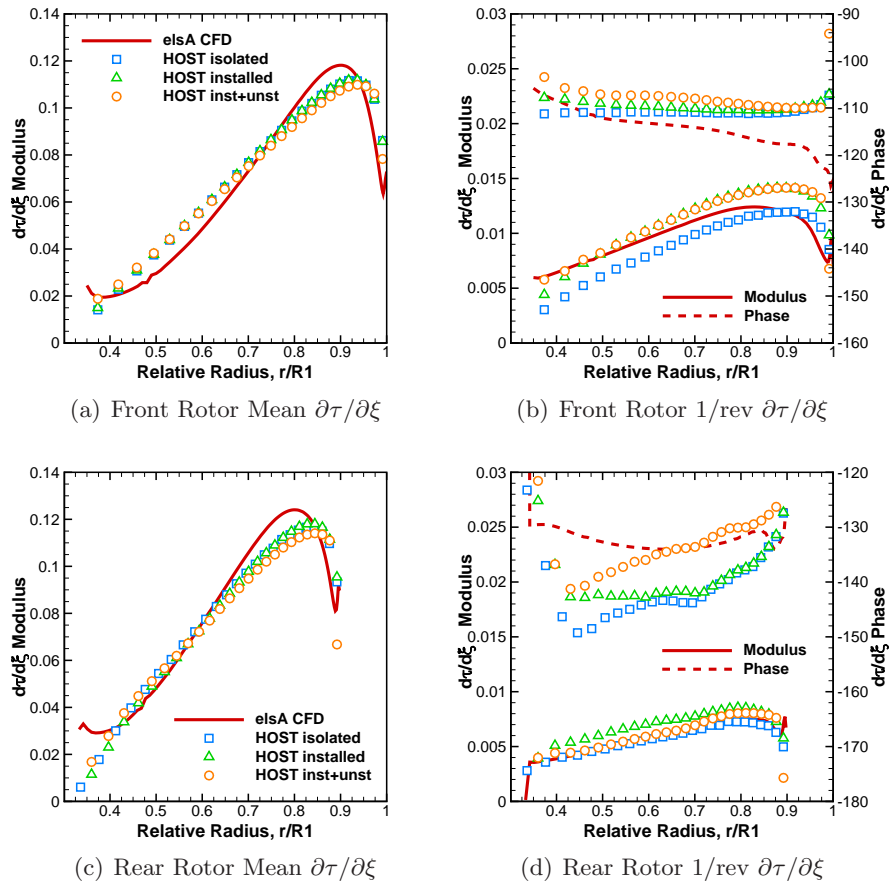 0.14
0.12
0.1
0.08
0.06
0.04
0.02
0
dτ/dξ Modulus
elsA CFD
HOST isolated
HOST installed
HOST inst+unst
0.4 0.5 0.6 0.7 0.8 0.9 1
Relative Radius, r/R1
(a) Front Rotor Mean ∂τ/∂ξ
0.03
0.025
0.02
0.015
0.01
0.005
0
dτ/dξ Modulus
Modulus
Phase
-90
-100
-110
-120
-130
-140
-150
-160
dτ/dξ Phase
0.4 0.5 0.6 0.7 0.8 0.9 1
Relative Radius, r/R1
(b) Front Rotor 1/rev ∂τ/∂ξ
0.14
0.12
0.1
0.08
0.06
0.04
0.02
0
dτ/dξ Modulus
elsA CFD
HOST isolated
HOST installed
HOST inst+unst
0.4 0.5 0.6 0.7 0.8 0.9 1
Relative Radius, r/R1
(c) Rear Rotor Mean ∂τ/∂ξ
0.03
0.025
0.02
0.015
0.01
0.005
0
dτ/dξ Modulus
Modulus
Phase
-120
-130
-140
-150
-160
-170
-180
dτ/dξ Phase
0.4 0.5 0.6 0.7 0.8 0.9 1
Relative Radius, r/R1
(d) Rear Rotor 1/rev ∂τ/∂ξ